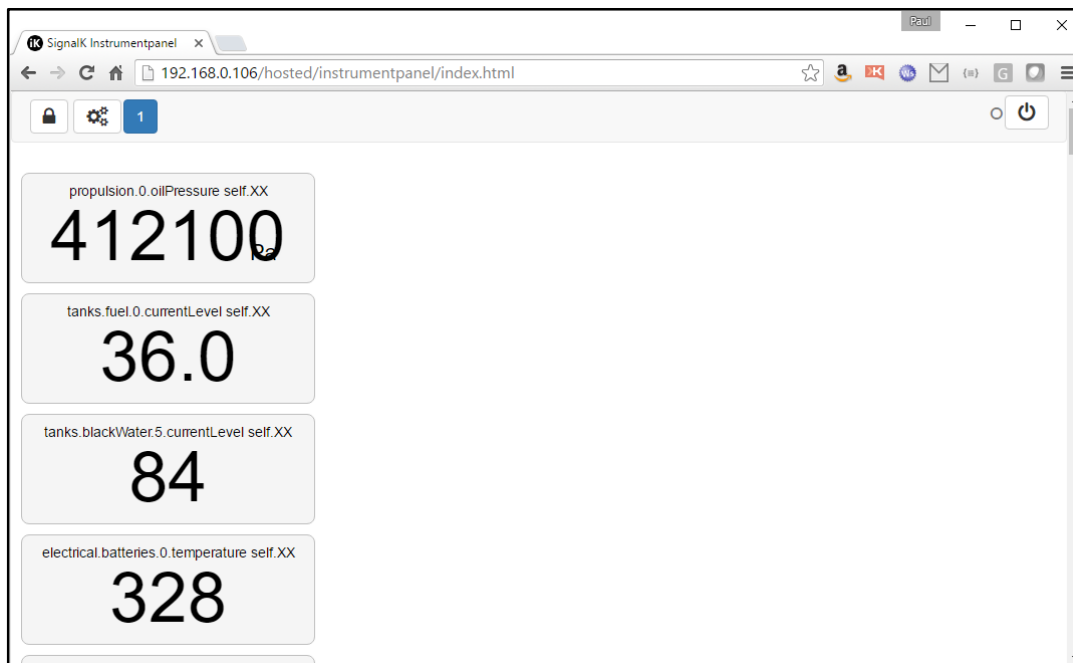 Paul
SignalK Instrumentpanel
192.168.0.106/hosted/instrumentpanel/index.html
1
propulsion.0.oilPressure self.XX
412100 Pa
tanks.fuel.0.currentLevel self.XX
36.0
tanks.blackWater.5.currentLevel self.XX
84
electrical.batteries.0.temperature self.XX
328